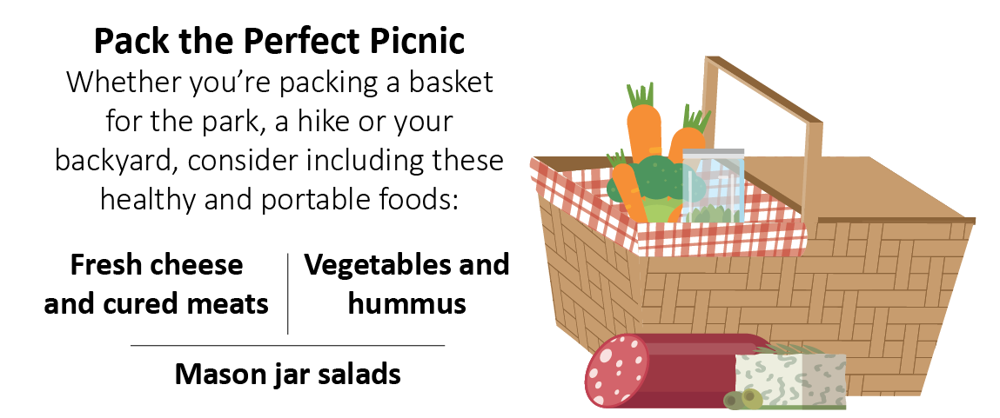 Pack the Perfect Picnic
Whether you’re packing a basket
for the park, a hike or your
backyard, consider including these
healthy and portable foods:
Fresh cheese
and cured meats
Vegetables and
hummus
Mason jar salads